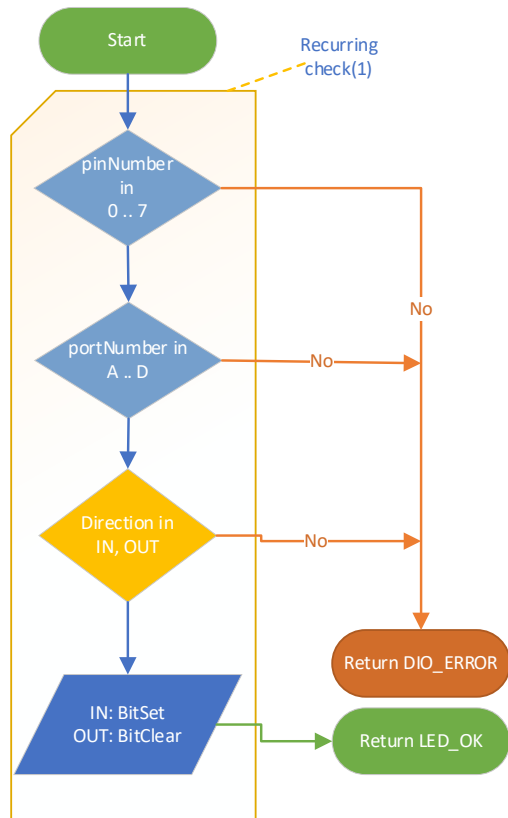 Start
Recurring
check(1)
pinNumber
in
0 .. 7
No
portNumber in
A .. D
No
Direction in
IN, OUT
No
Return DIO_ERROR
IN: BitSet
OUT: BitClear
Return LED_OK